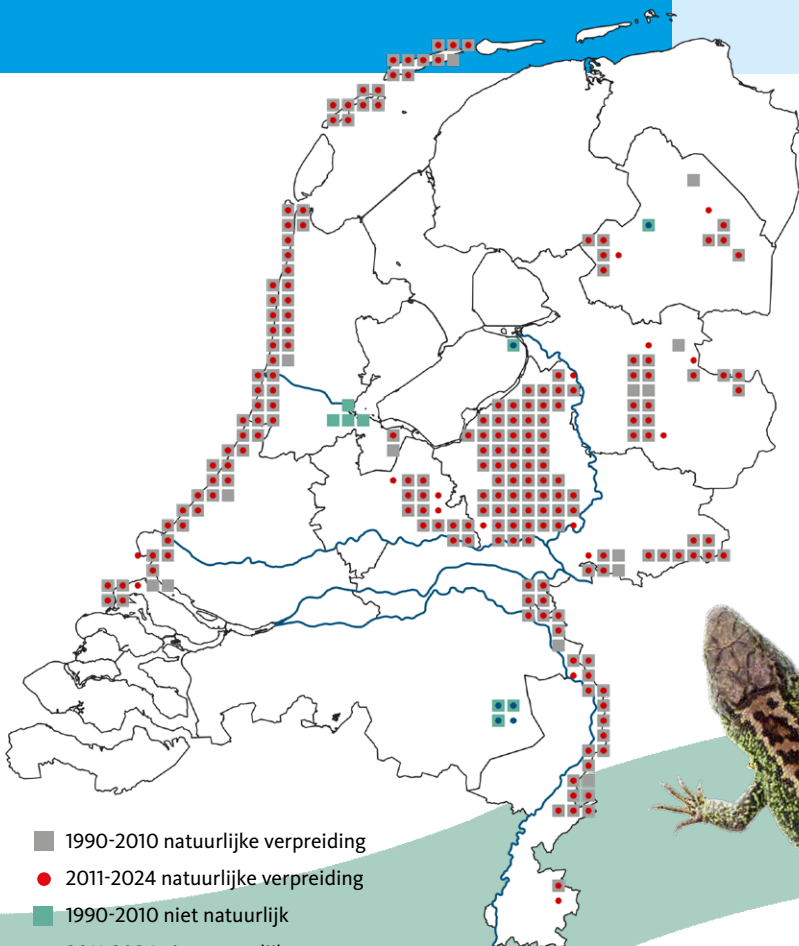 1990-2010 natuurlijke verpreiding
2011-2024 natuurlijke verpreiding
1990-2010 niet natuurlijk